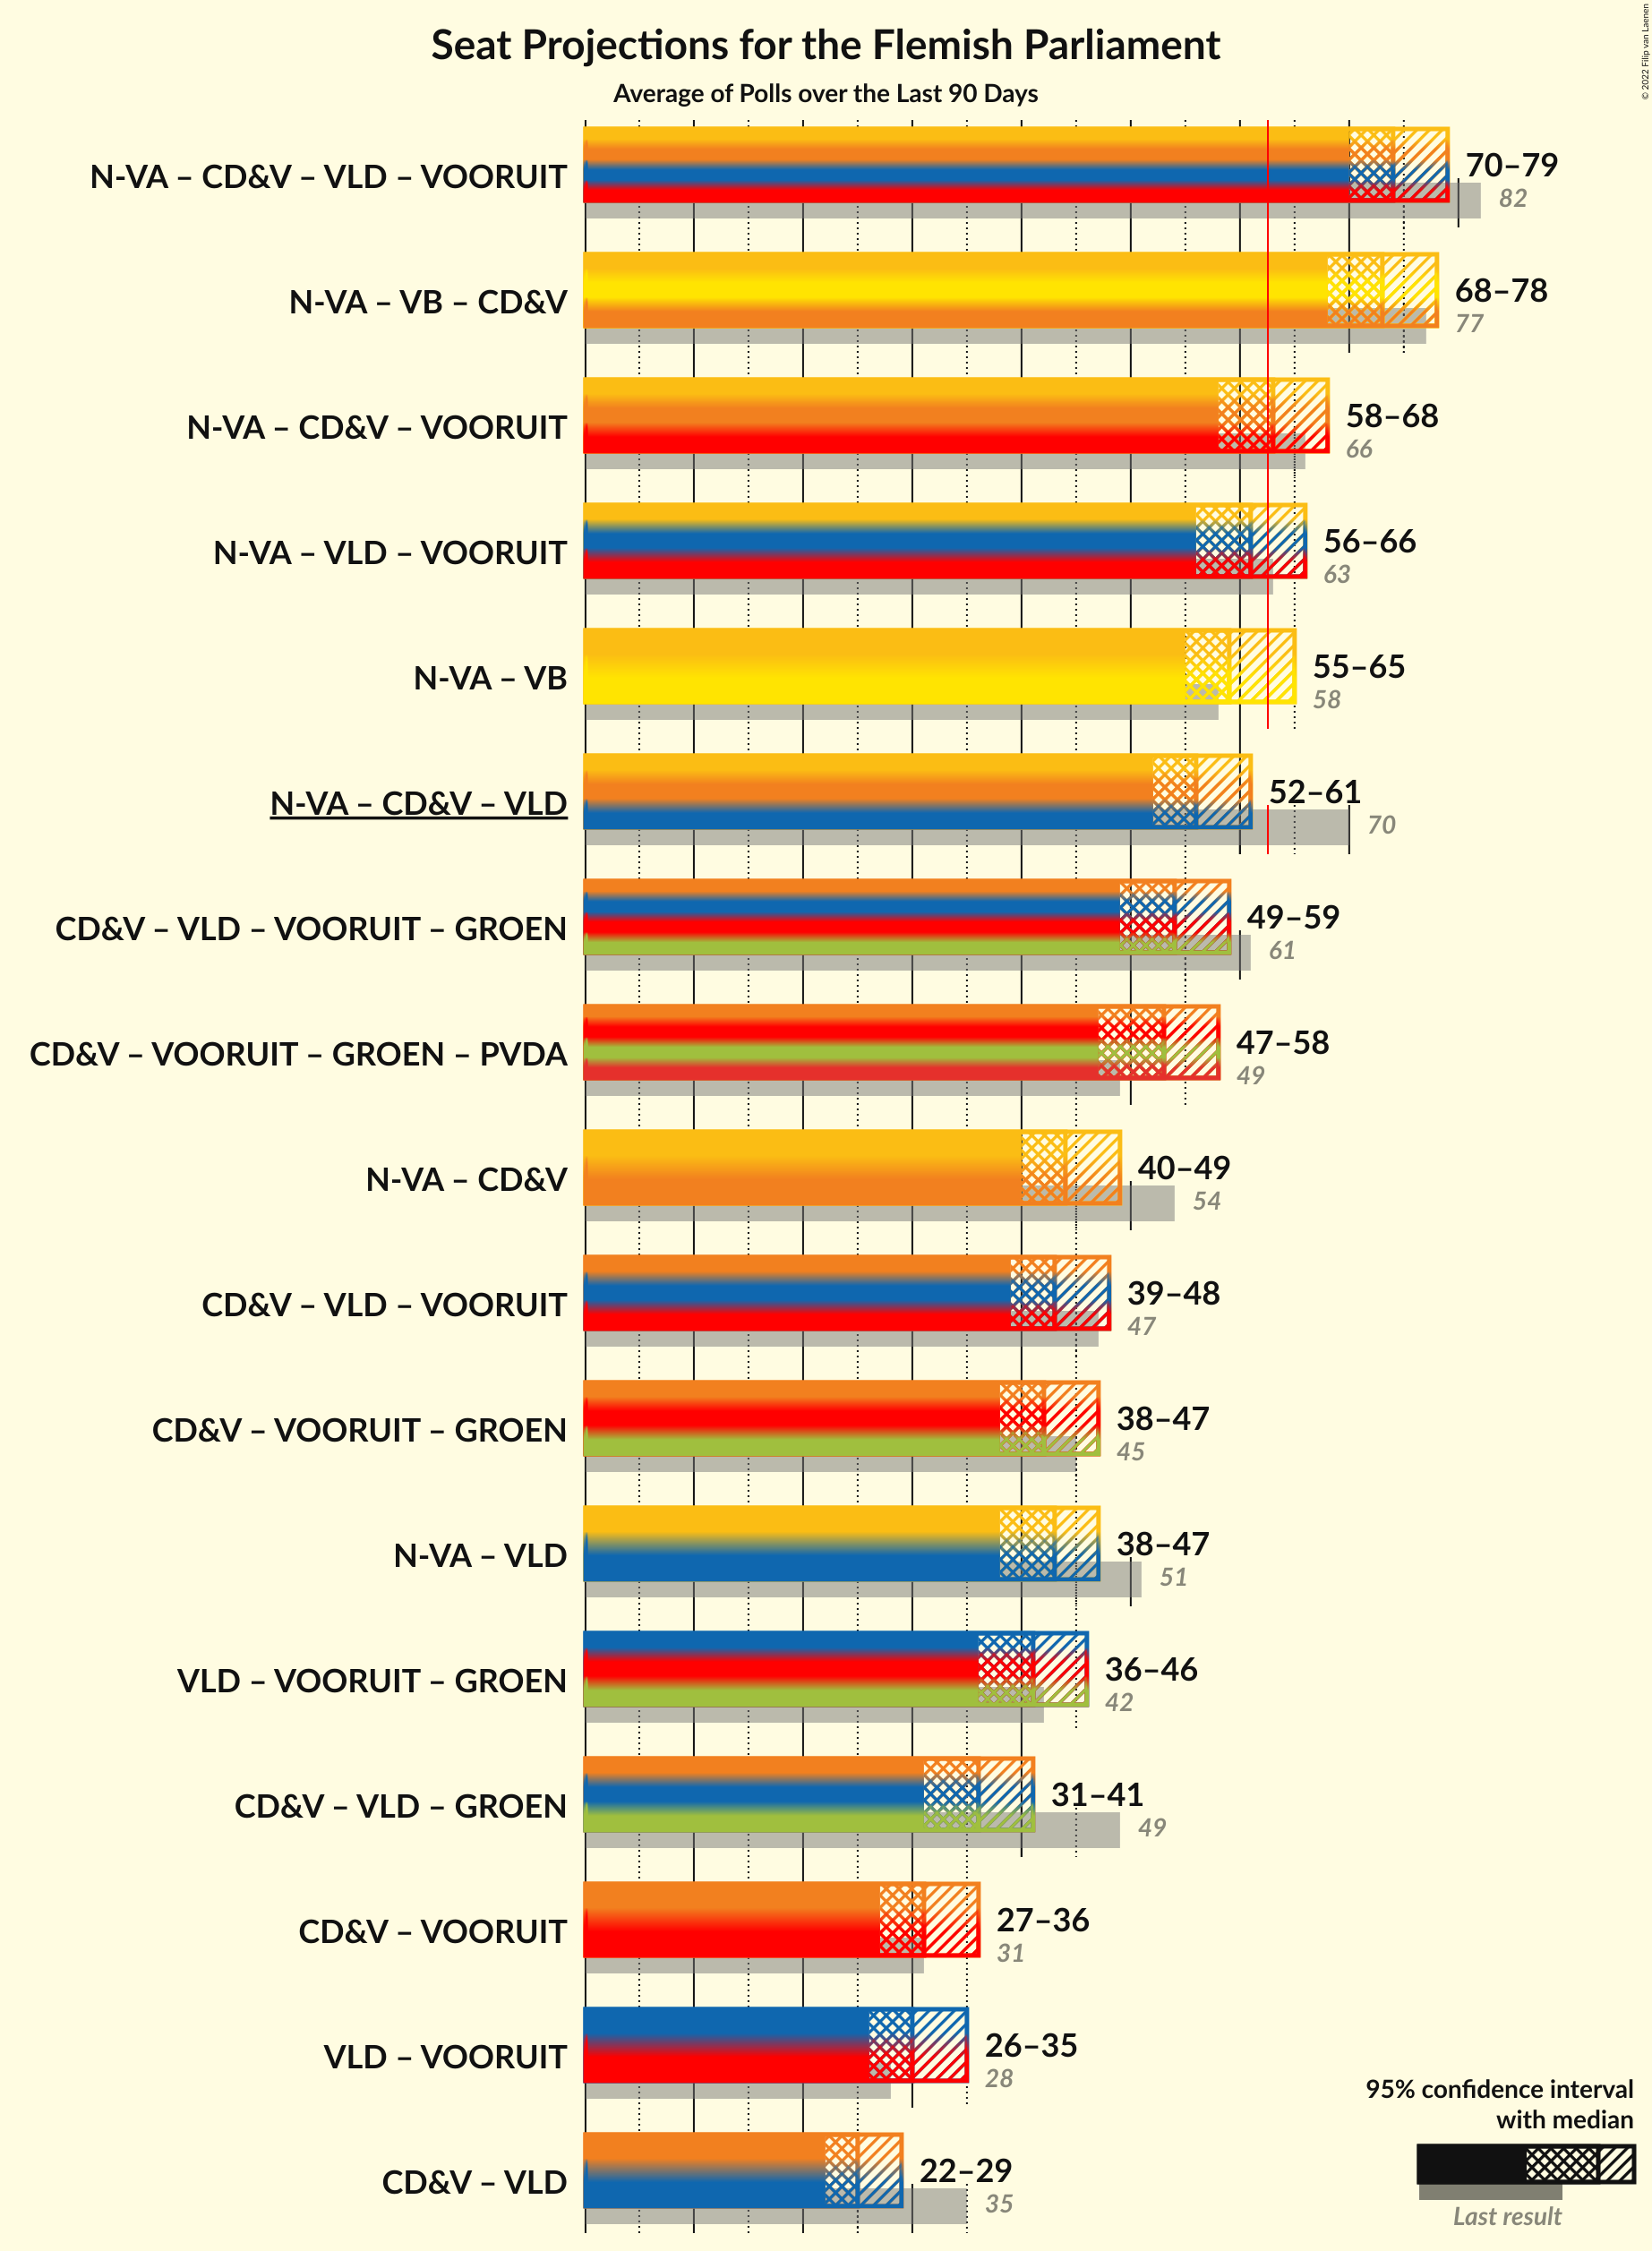 Seat Projections for the Flemish Parliament
Average of Polls over the Last 90 Days
© 2022 Filip van Laenen
N-VA – CD&V – VLD – VOORUIT
70–79
82
N-VA – VB – CD&V
68–78
77
N-VA – CD&V – VOORUIT
58–68
66
N-VA – VLD – VOORUIT
56–66
63
N-VA – VB
55–65
58
N-VA – CD&V – VLD
52–61
70
CD&V – VLD – VOORUIT – GROEN
49–59
61
CD&V – VOORUIT – GROEN – PVDA
47–58
49
N-VA – CD&V
40–49
54
CD&V – VLD – VOORUIT
39–48
47
CD&V – VOORUIT – GROEN
38–47
45
N-VA – VLD
38–47
51
VLD – VOORUIT – GROEN
36–46
42
CD&V – VLD – GROEN
31–41
49
CD&V – VOORUIT
27–36
31
VLD – VOORUIT
26–35
28
CD&V – VLD
22–29
35
95% confidence interval
with median
Last result